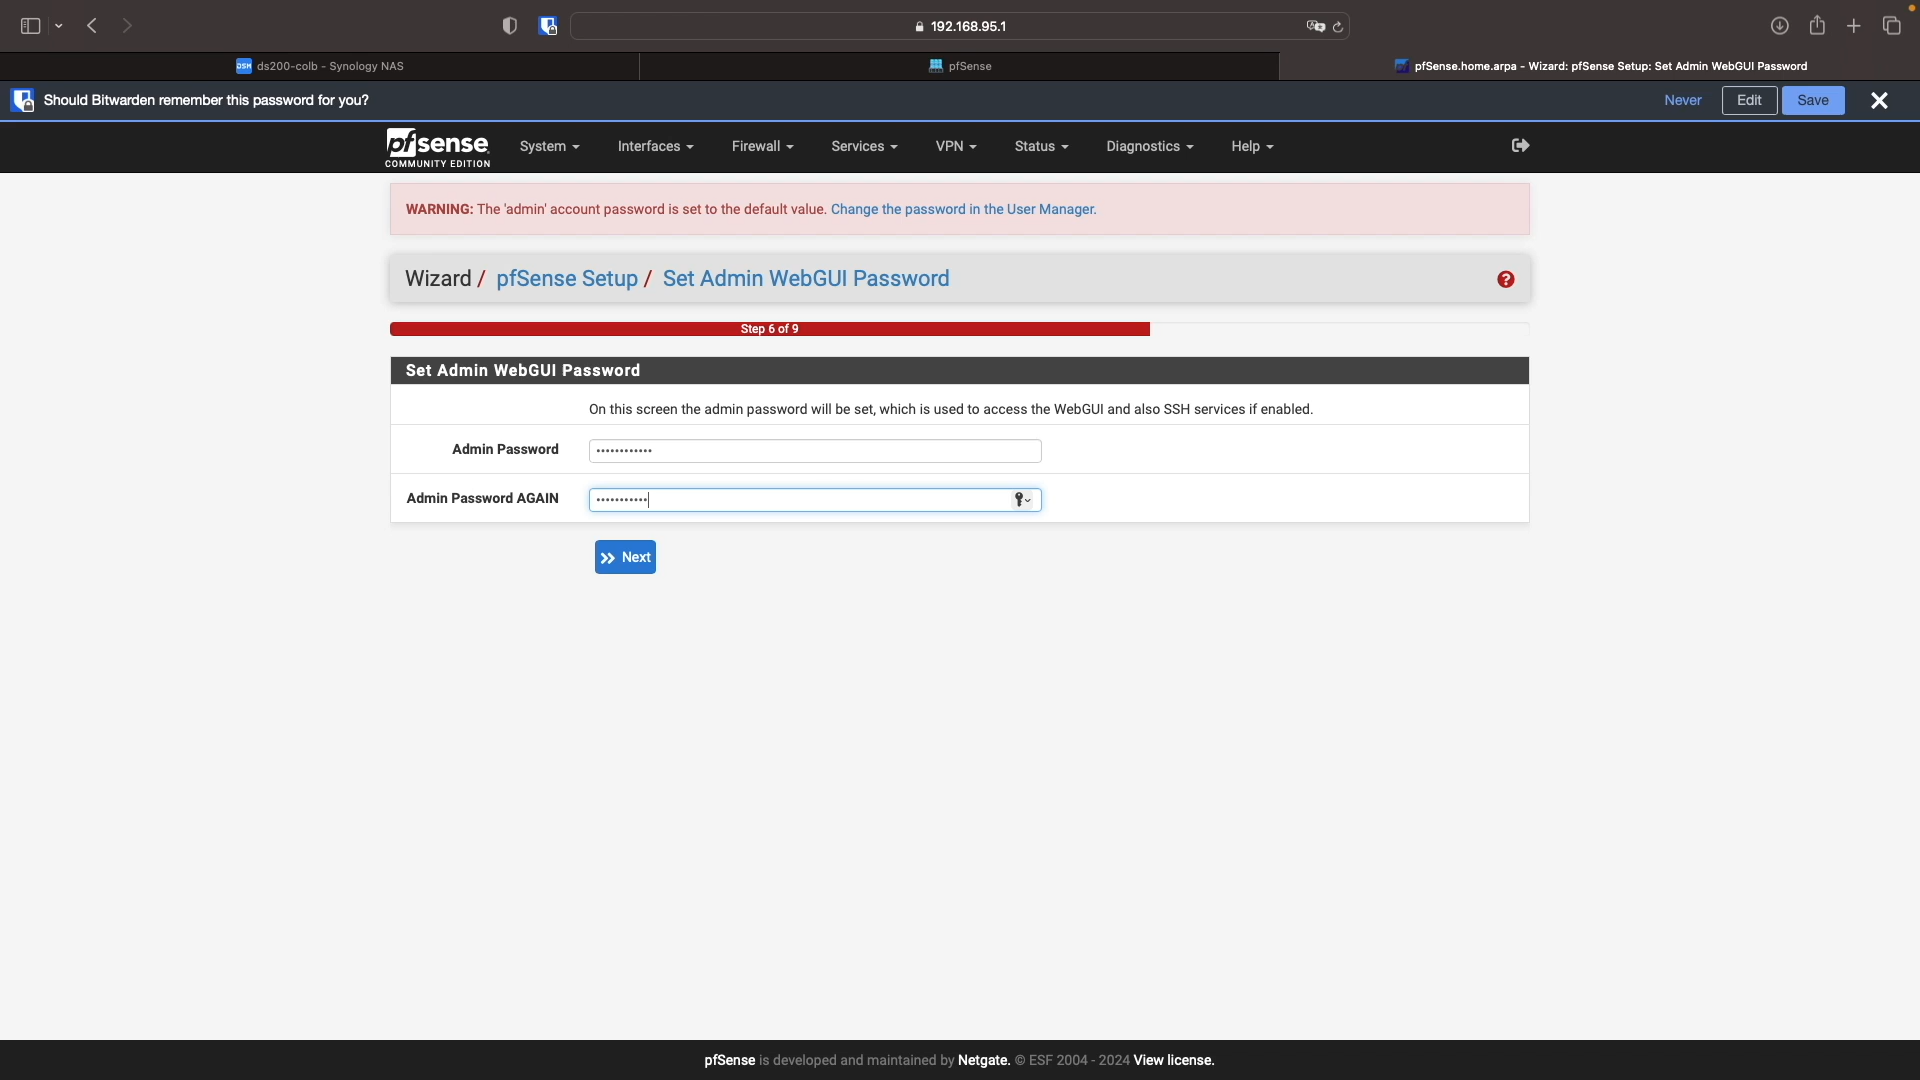 192.168.95.1
DSM ds200-colb - Synology NAS
pfSense
pfSense.home.arpa - Wizard: pfSense Setup: Set Admin WebGUI Password
Should Bitwarden remember this password for you?
Never
Edit
Save
pfsense
COMMUNITY EDITION
System
Interfaces
Firewall
Services
VPN
Status
Diagnostics
Help
WARNING: The 'admin' account password is set to the default value. Change the password in the User Manager.
Wizard / pfSense Setup / Set Admin WebGUI Password
Step 6 of 9
Set Admin WebGUI Password
On this screen the admin password will be set, which is used to access the WebGUI and also SSH services if enabled.
Admin Password ••••••••••••
Admin Password AGAIN •••••••••••
Next
pfSense is developed and maintained by Netgate. © ESF 2004 - 2024 View license.